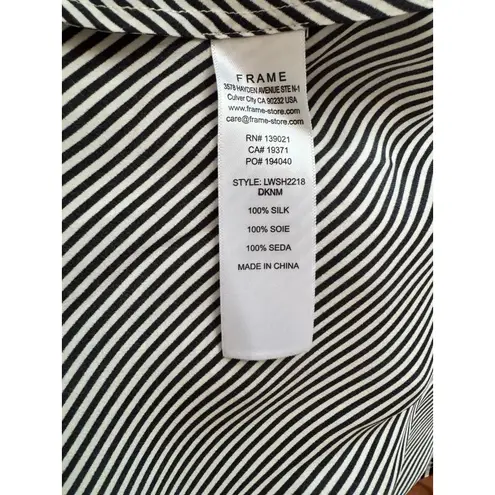 FRAME
3578 HAYDEN AVENUE STE N-1
Culver City CA 90232 USA
www.frame-store.com
care@frame-store.com
RN# 139021
CA# 19371
PO# 194040
STYLE: LWSH2218
DKNM
100% SILK
100% SOIE
100% SEDA
MADE IN CHINA